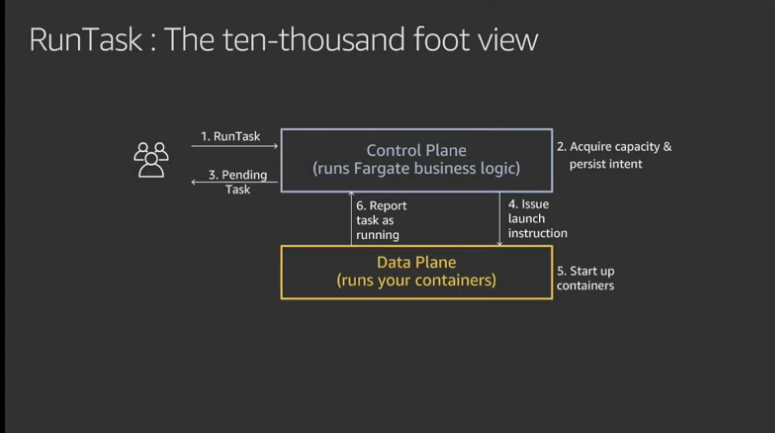 RunTask : The ten-thousand foot view
1. RunTask
Control Plane
(runs Fargate business logic)
2. Acquire capacity &
persist intent
3. Pending
Task
6. Report
task as
running
4. Issue
launch
instruction
Data Plane
(runs your containers)
5. Start up
containers